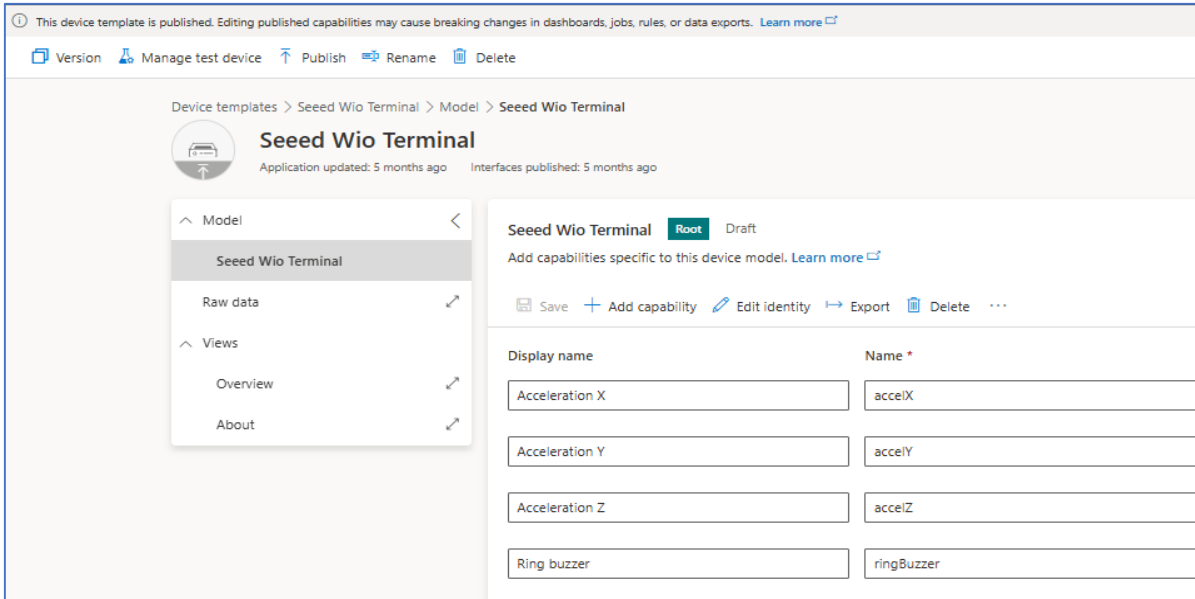 This device template is published. Editing published capabilities may cause breaking changes in dashboards, jobs, rules, or data exports. Learn more
Version Manage test device Publish Rename Delete
Device templates > Seeed Wio Terminal > Model > Seeed Wio Terminal
Seeed Wio Terminal
Application updated: 5 months ago Interfaces published: 5 months ago
Model
Seeed Wio Terminal
Raw data
Views
Overview
About
Seeed Wio Terminal Root Draft
Add capabilities specific to this device model. Learn more
Save Add capability Edit identity Export Delete ...
Display name Name *
Acceleration X accelX
Acceleration Y accelY
Acceleration Z accelZ
Ring buzzer ringBuzzer